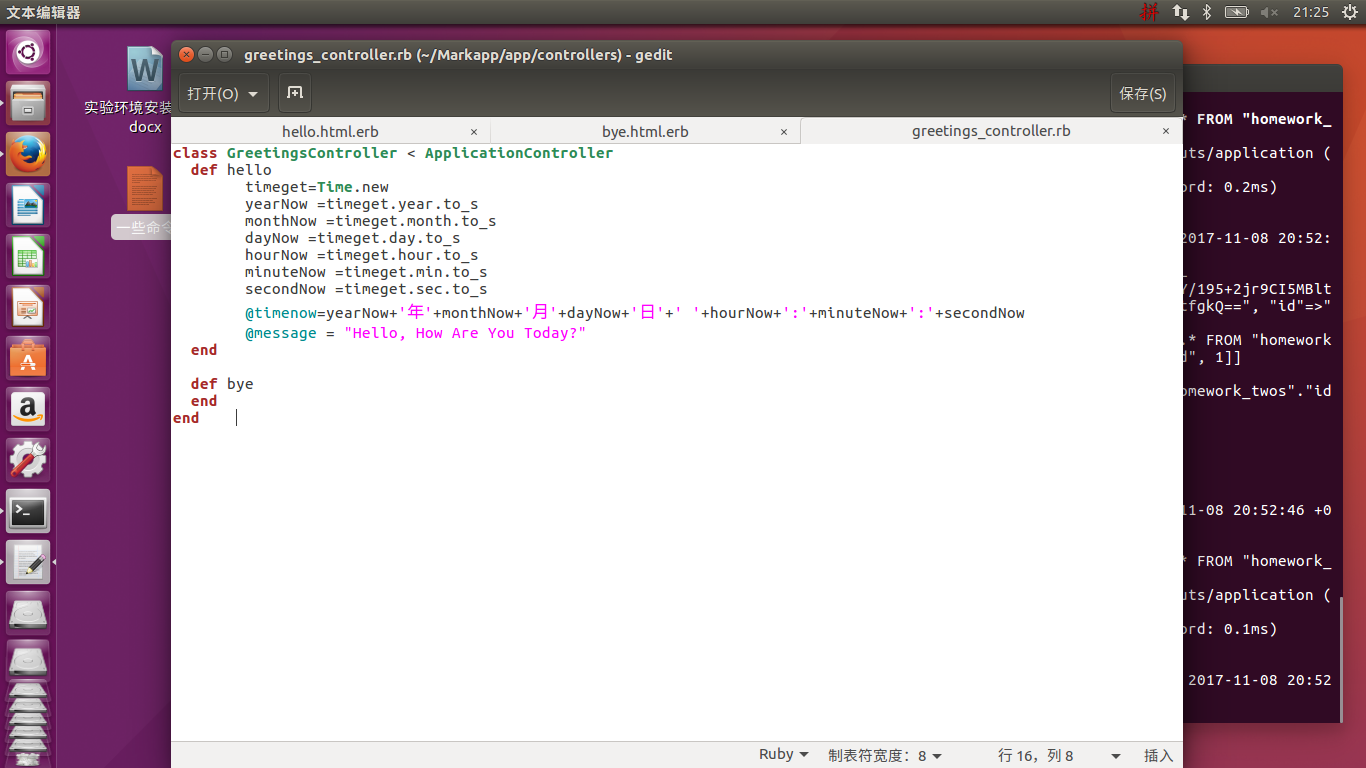 文本编辑器
拼
21:25
实验环境安装
docx
一些命令
greetings_controller.rb (~/Markapp/app/controllers) - gedit
打开(O)
保存(S)
hello.html.erb × bye.html.erb × greetings_controller.rb ×
class GreetingsController < ApplicationController
def hello
timeget=Time.new
yearNow =timeget.year.to_s
monthNow =timeget.month.to_s
dayNow =timeget.day.to_s
hourNow =timeget.hour.to_s
minuteNow =timeget.min.to_s
secondNow =timeget.sec.to_s
@timenow=yearNow+'年'+monthNow+'月'+dayNow+'日'+' '+hourNow+':'+minuteNow+':'+secondNow
@message = "Hello, How Are You Today?"
end
def bye
end
end
Ruby 制表符宽度：8 行 16，列 8 插入
* FROM "homework_
uts/application (
ord: 0.2ms)
2017-11-08 20:52:
//195+2jr9CI5MBlt
tfgkQ==", "id"=>"
.* FROM "homework
d", 1]]
omework_twos"."id
11-08 20:52:46 +0
* FROM "homework_
uts/application (
ord: 0.1ms)
2017-11-08 20:52